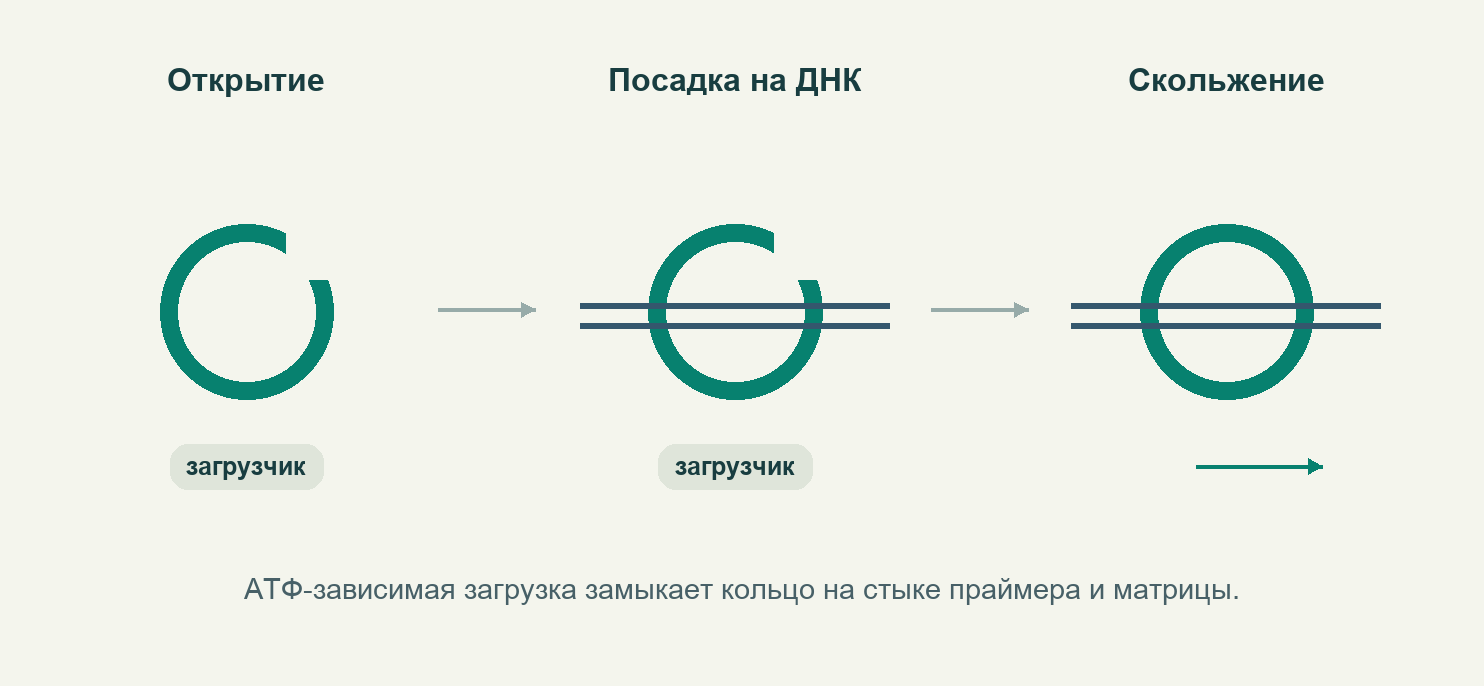 Открытие
Посадка на ДНК
Скольжение
загрузчик
загрузчик
АТФ-зависимая загрузка замыкает кольцо на стыке праймера и матрицы.